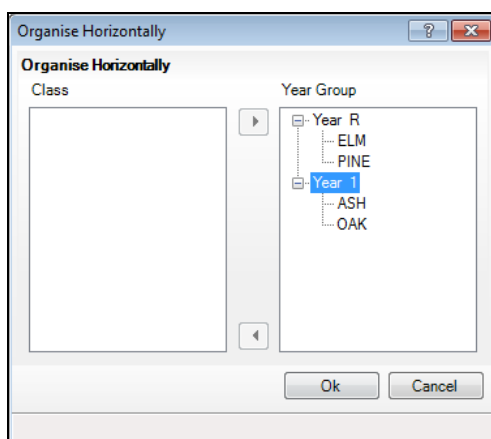 Organise Horizontally
Organise Horizontally
Class
Year Group
Year R
ELM
PINE
Year 1
ASH
OAK
Ok
Cancel